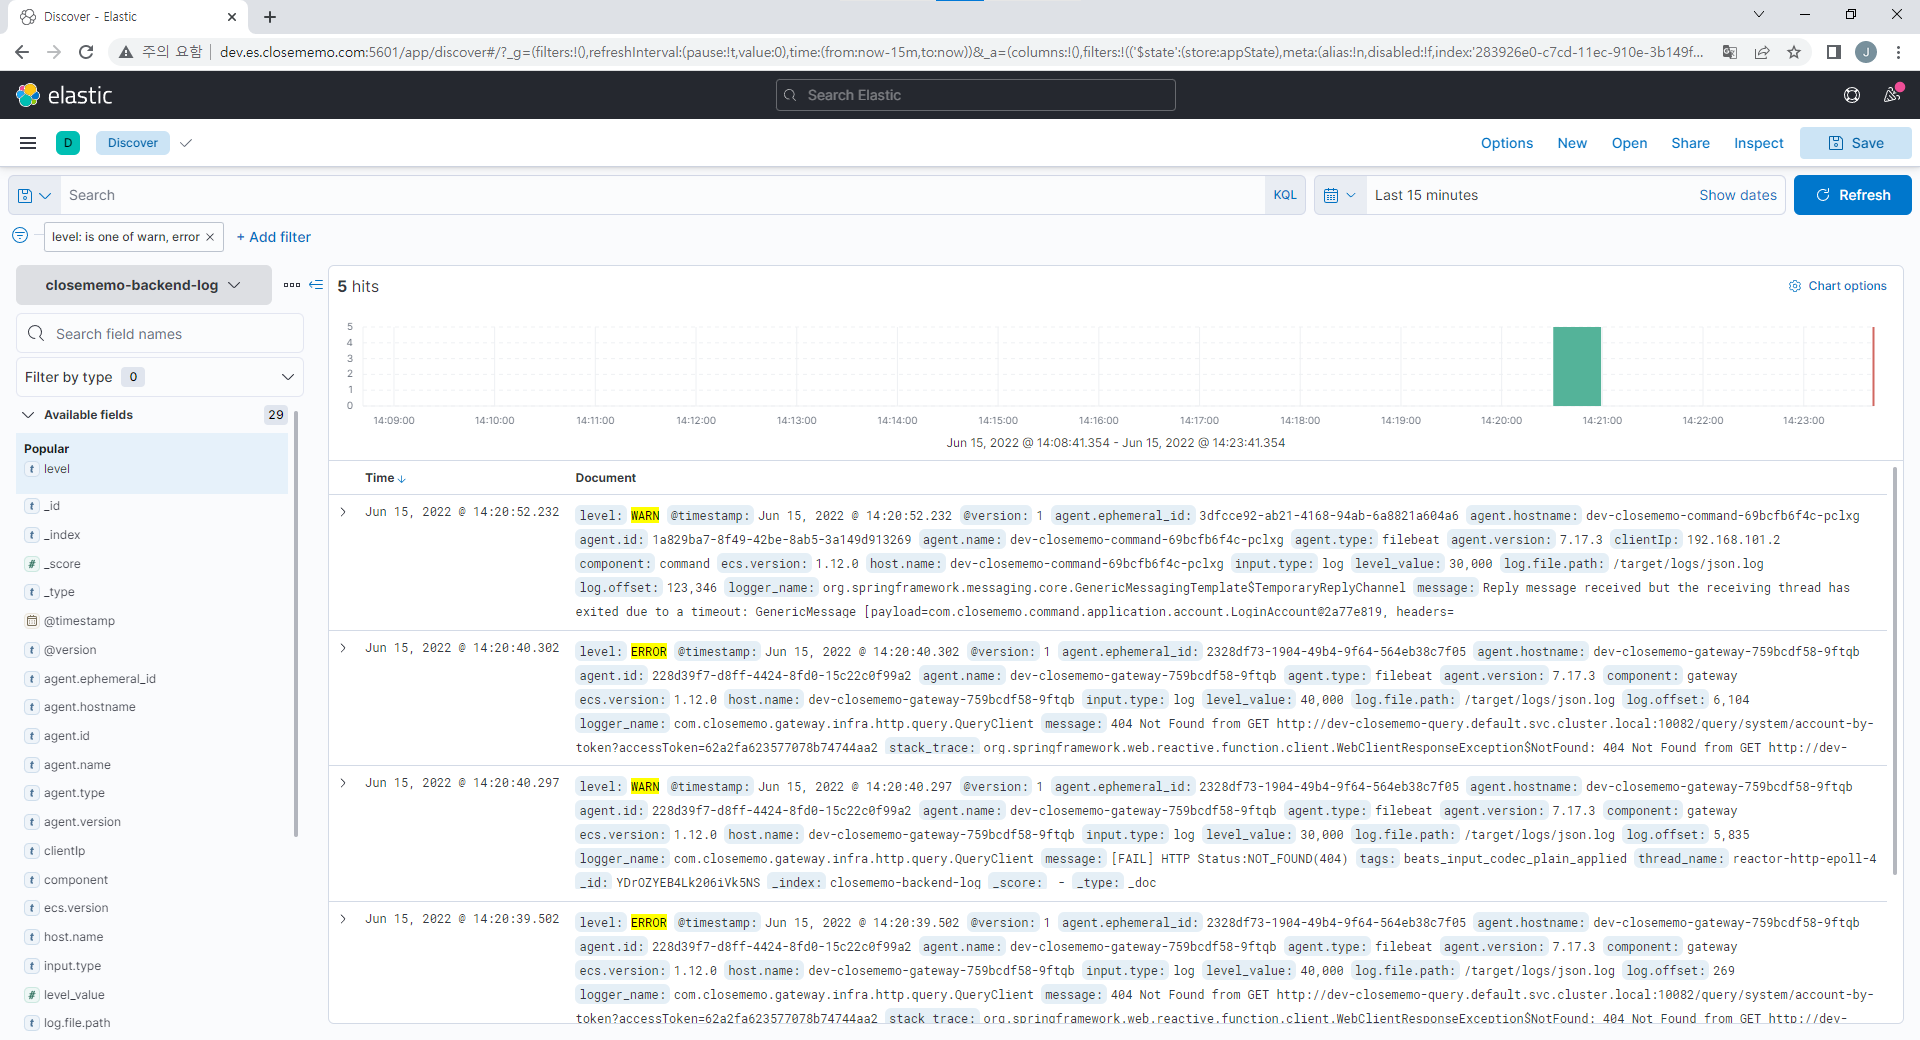 Discover - Elastic
주의 요함 dev.es.closememo.com:5601/app/discover#/?_g=(filters:!(),refreshInterval:(pause:!t,value:0),time:(from:now-15m,to:now))&_a=(columns:!(),filters:!(('$state':(store:appState),meta:(alias:!n,disabled:!f,index:'283926e0-c7cd-11ec-910e-3b149f... J
elastic Search Elastic
D Discover Options New Open Share Inspect Save
Search KQL Last 15 minutes Show dates Refresh
level: is one of warn, error × + Add filter
closememo-backend-log 5 hits Chart options
Search field names
Filter by type 0
Available fields 29
Popular
t level
t _id
t _index
# _score
t _type
@timestamp
t @version
t agent.ephemeral_id
t agent.hostname
t agent.id
t agent.name
t agent.type
t agent.version
t clientIp
t component
t ecs.version
t host.name
t input.type
# level_value
t log.file.path
5
4
3
2
1
0
14:09:00 14:10:00 14:11:00 14:12:00 14:13:00 14:14:00 14:15:00 14:16:00 14:17:00 14:18:00 14:19:00 14:20:00 14:21:00 14:22:00 14:23:00
Jun 15, 2022 @ 14:08:41.354 - Jun 15, 2022 @ 14:23:41.354
Time Document
Jun 15, 2022 @ 14:20:52.232 level: WARN @timestamp: Jun 15, 2022 @ 14:20:52.232 @version: 1 agent.ephemeral_id: 3dfcce92-ab21-4168-94ab-6a8821a604a6 agent.hostname: dev-closememo-command-69bcfb6f4c-pclxg
agent.id: 1a829ba7-8f49-42be-8ab5-3a149d913269 agent.name: dev-closememo-command-69bcfb6f4c-pclxg agent.type: filebeat agent.version: 7.17.3 clientIp: 192.168.101.2
component: command ecs.version: 1.12.0 host.name: dev-closememo-command-69bcfb6f4c-pclxg input.type: log level_value: 30,000 log.file.path: /target/logs/json.log
log.offset: 123,346 logger_name: org.springframework.messaging.core.GenericMessagingTemplate$TemporaryReplyChannel message: Reply message received but the receiving thread has
exited due to a timeout: GenericMessage [payload=com.closememo.command.application.account.LoginAccount@2a77e819, headers=
Jun 15, 2022 @ 14:20:40.302 level: ERROR @timestamp: Jun 15, 2022 @ 14:20:40.302 @version: 1 agent.ephemeral_id: 2328df73-1904-49b4-9f64-564eb38c7f05 agent.hostname: dev-closememo-gateway-759bcdf58-9ftqb
agent.id: 228d39f7-d8ff-4424-8fd0-15c22c0f99a2 agent.name: dev-closememo-gateway-759bcdf58-9ftqb agent.type: filebeat agent.version: 7.17.3 component: gateway
ecs.version: 1.12.0 host.name: dev-closememo-gateway-759bcdf58-9ftqb input.type: log level_value: 40,000 log.file.path: /target/logs/json.log log.offset: 6,104
logger_name: com.closememo.gateway.infra.http.query.QueryClient message: 404 Not Found from GET http://dev-closememo-query.default.svc.cluster.local:10082/query/system/account-by-
token?accessToken=62a2fa623577078b74744aa2 stack_trace: org.springframework.web.reactive.function.client.WebClientResponseException$NotFound: 404 Not Found from GET http://dev-
Jun 15, 2022 @ 14:20:40.297 level: WARN @timestamp: Jun 15, 2022 @ 14:20:40.297 @version: 1 agent.ephemeral_id: 2328df73-1904-49b4-9f64-564eb38c7f05 agent.hostname: dev-closememo-gateway-759bcdf58-9ftqb
agent.id: 228d39f7-d8ff-4424-8fd0-15c22c0f99a2 agent.name: dev-closememo-gateway-759bcdf58-9ftqb agent.type: filebeat agent.version: 7.17.3 component: gateway
ecs.version: 1.12.0 host.name: dev-closememo-gateway-759bcdf58-9ftqb input.type: log level_value: 30,000 log.file.path: /target/logs/json.log log.offset: 5,835
logger_name: com.closememo.gateway.infra.http.query.QueryClient message: [FAIL] HTTP Status:NOT_FOUND(404) tags: beats_input_codec_plain_applied thread_name: reactor-http-epoll-4
_id: YDrOZYEB4Lk206iVk5NS _index: closememo-backend-log _score: - _type: _doc
Jun 15, 2022 @ 14:20:39.502 level: ERROR @timestamp: Jun 15, 2022 @ 14:20:39.502 @version: 1 agent.ephemeral_id: 2328df73-1904-49b4-9f64-564eb38c7f05 agent.hostname: dev-closememo-gateway-759bcdf58-9ftqb
agent.id: 228d39f7-d8ff-4424-8fd0-15c22c0f99a2 agent.name: dev-closememo-gateway-759bcdf58-9ftqb agent.type: filebeat agent.version: 7.17.3 component: gateway
ecs.version: 1.12.0 host.name: dev-closememo-gateway-759bcdf58-9ftqb input.type: log level_value: 40,000 log.file.path: /target/logs/json.log log.offset: 269
logger_name: com.closememo.gateway.infra.http.query.QueryClient message: 404 Not Found from GET http://dev-closememo-query.default.svc.cluster.local:10082/query/system/account-by-
token?accessToken=62a2fa623577078b74744aa2 stack_trace: org.springframework.web.reactive.function.client.WebClientResponseException$NotFound: 404 Not Found from GET http://dev-